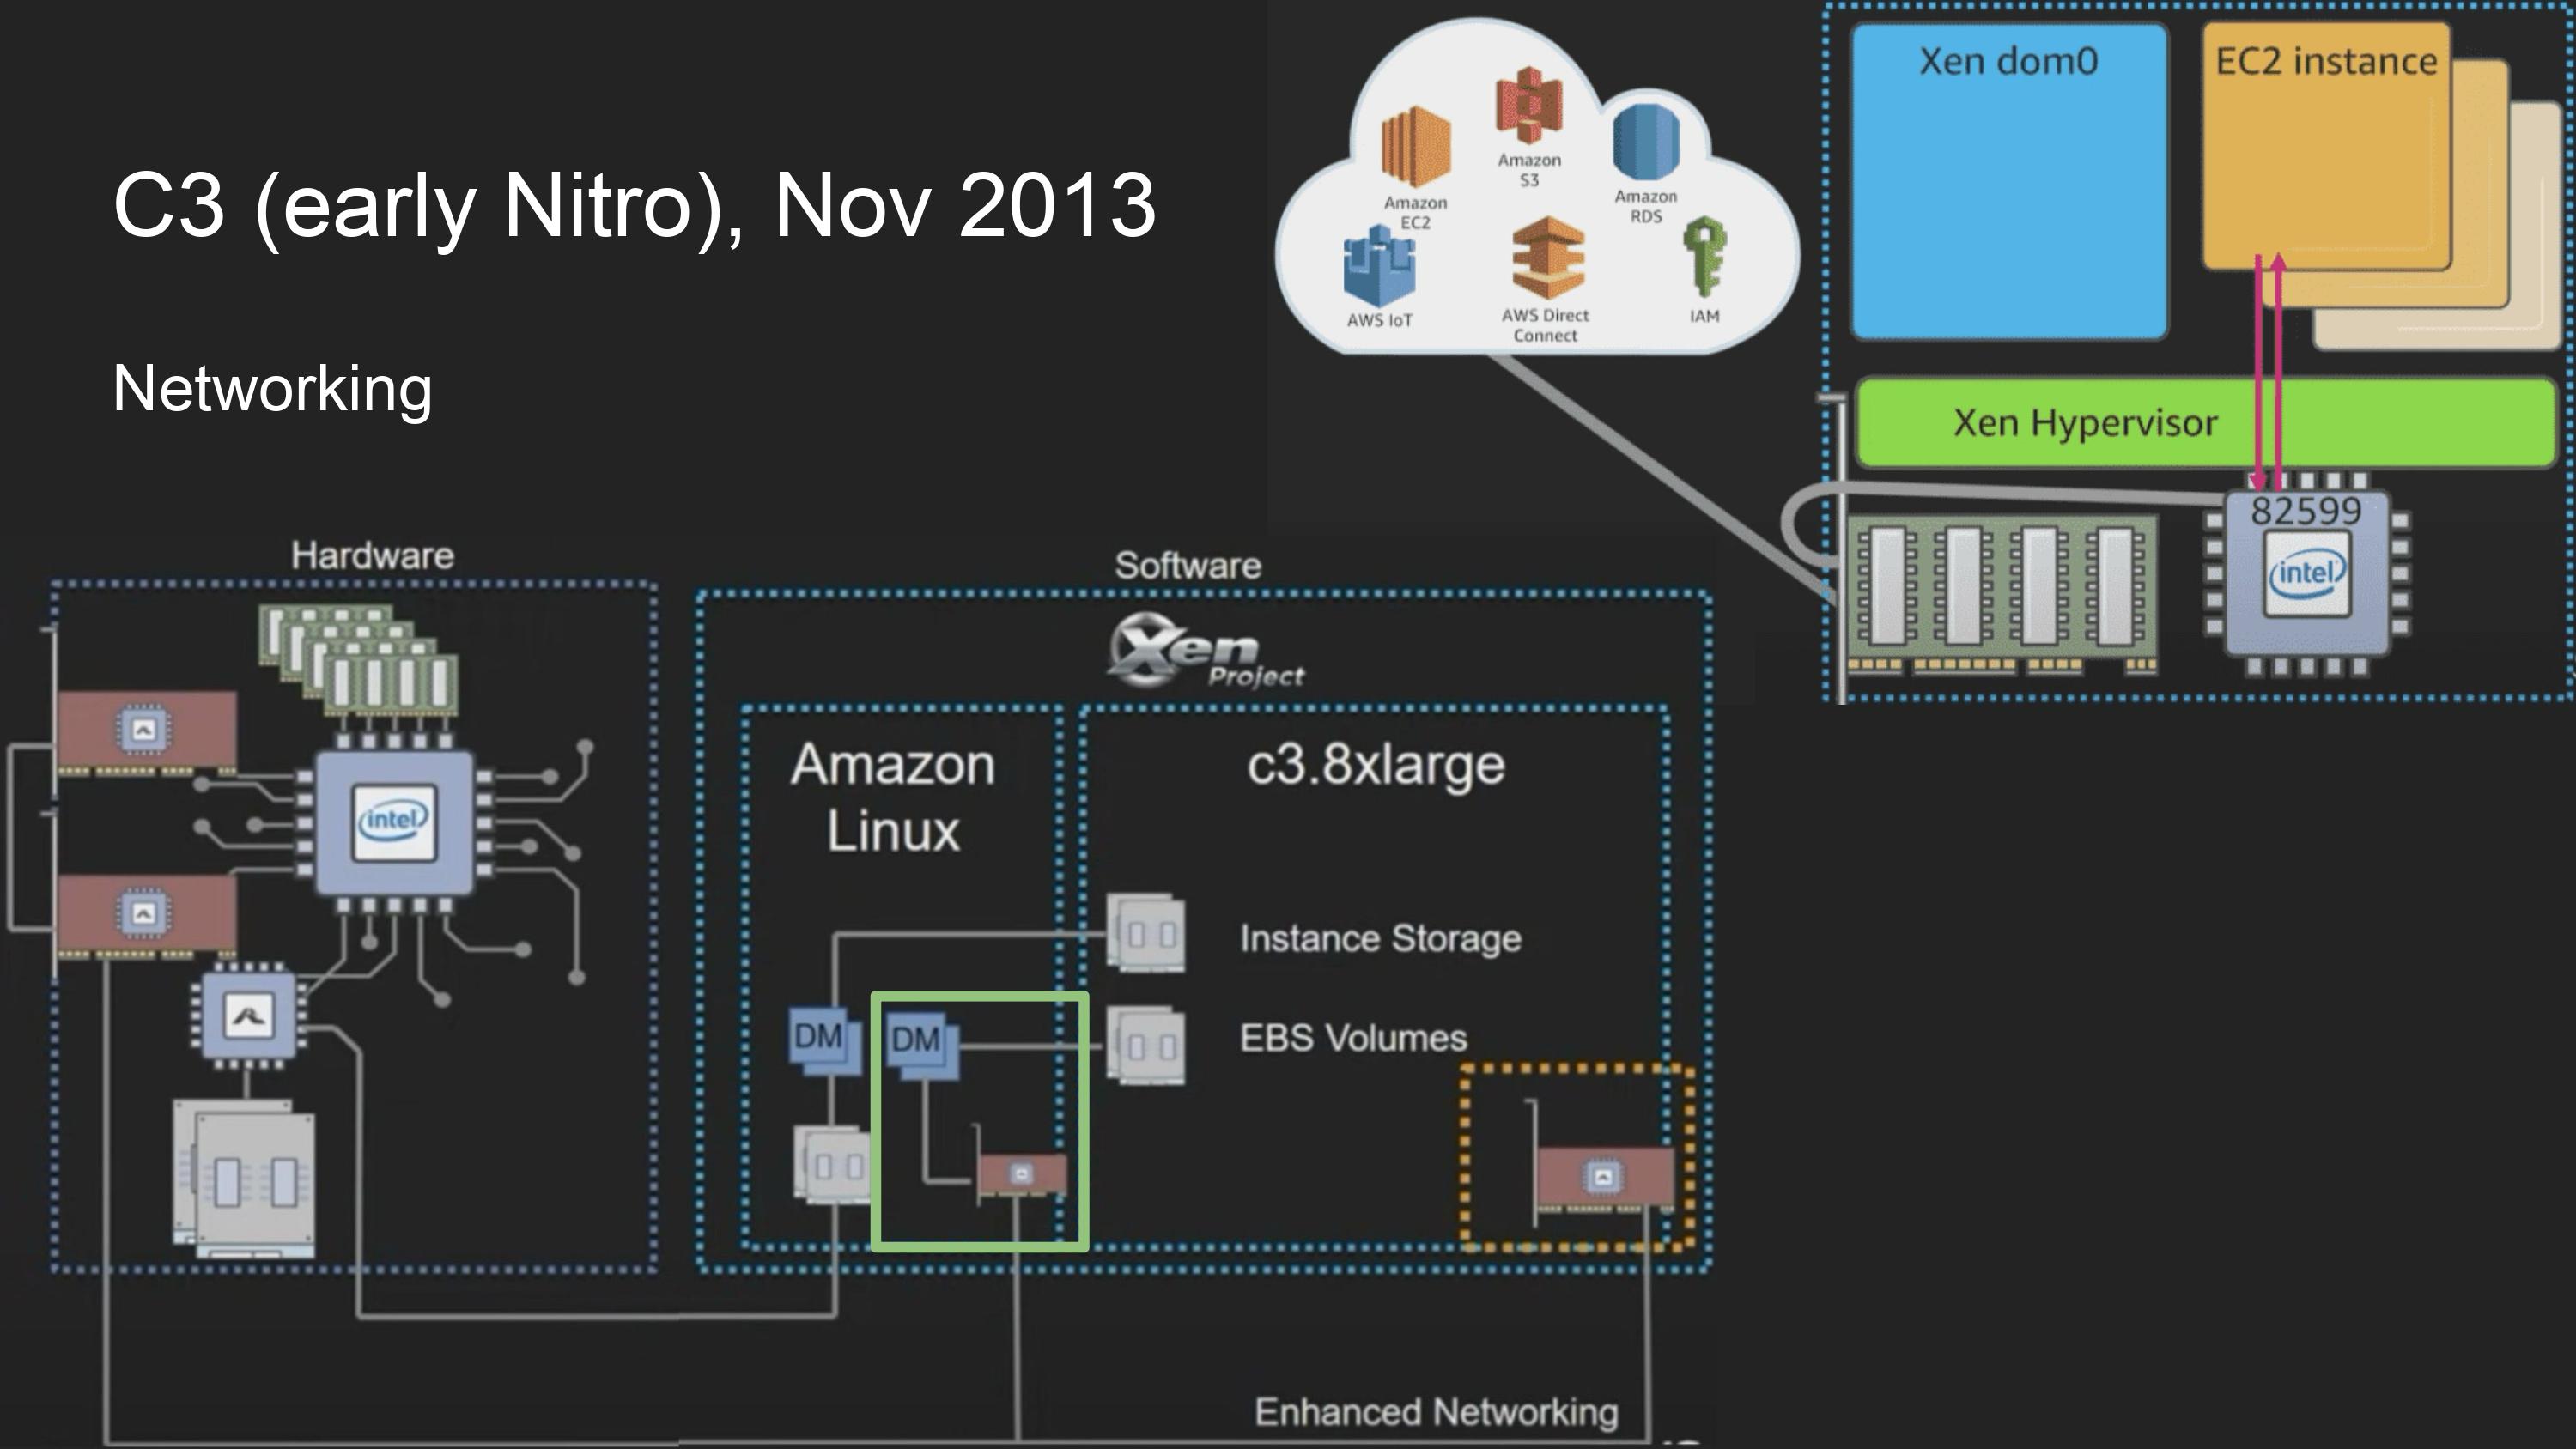 C3 (early Nitro), Nov 2013
Networking
Amazon
S3
Amazon
EC2
Amazon
RDS
AWS IoT
AWS Direct
Connect
IAM
Xen dom0
EC2 instance
Xen Hypervisor
82599
intel
Hardware
intel
Software
Xen
Project
Amazon
Linux
c3.8xlarge
Instance Storage
DM
DM
EBS Volumes
Enhanced Networking